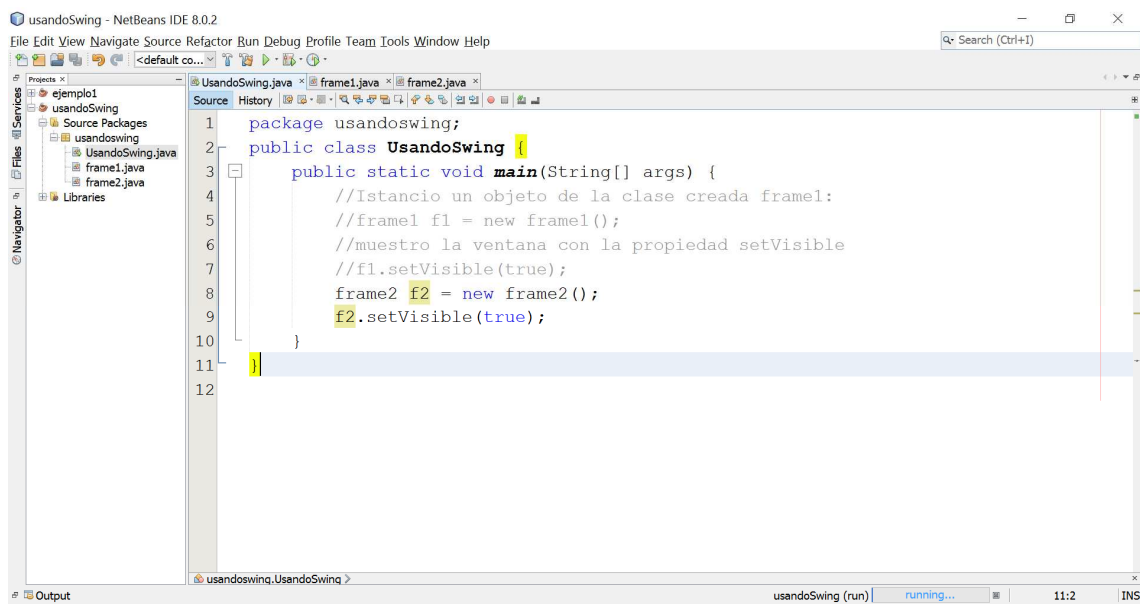 usandoSwing - NetBeans IDE 8.0.2
File Edit View Navigate Source Refactor Run Debug Profile Team Tools Window Help
Search (Ctrl+I)
<default co...
Projects
UsandoSwing.java frame1.java frame2.java
Services
Files
Navigator
ejemplo1
usandoSwing
Source Packages
usandoswing
UsandoSwing.java
frame1.java
frame2.java
Libraries
Source History
1 package usandoswing;
2 public class UsandoSwing {
3 public static void main(String[] args) {
4 //Istancio un objeto de la clase creada frame1:
5 //frame1 f1 = new frame1();
6 //muestro la ventana con la propiedad setVisible
7 //f1.setVisible(true);
8 frame2 f2 = new frame2();
9 f2.setVisible(true);
10 }
11 }
12
usandoswing.UsandoSwing
Output
usandoSwing (run) running... 11:2 INS